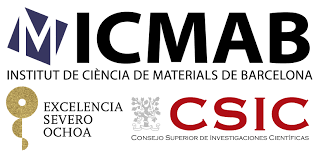 ICMAB
INSTITUT DE CIÈNCIA DE MATERIALS DE BARCELONA
EXCELENCIA
SEVERO
OCHOA
CSIC
CONSEJO SUPERIOR DE INVESTIGACIONES CIENTÍFICAS